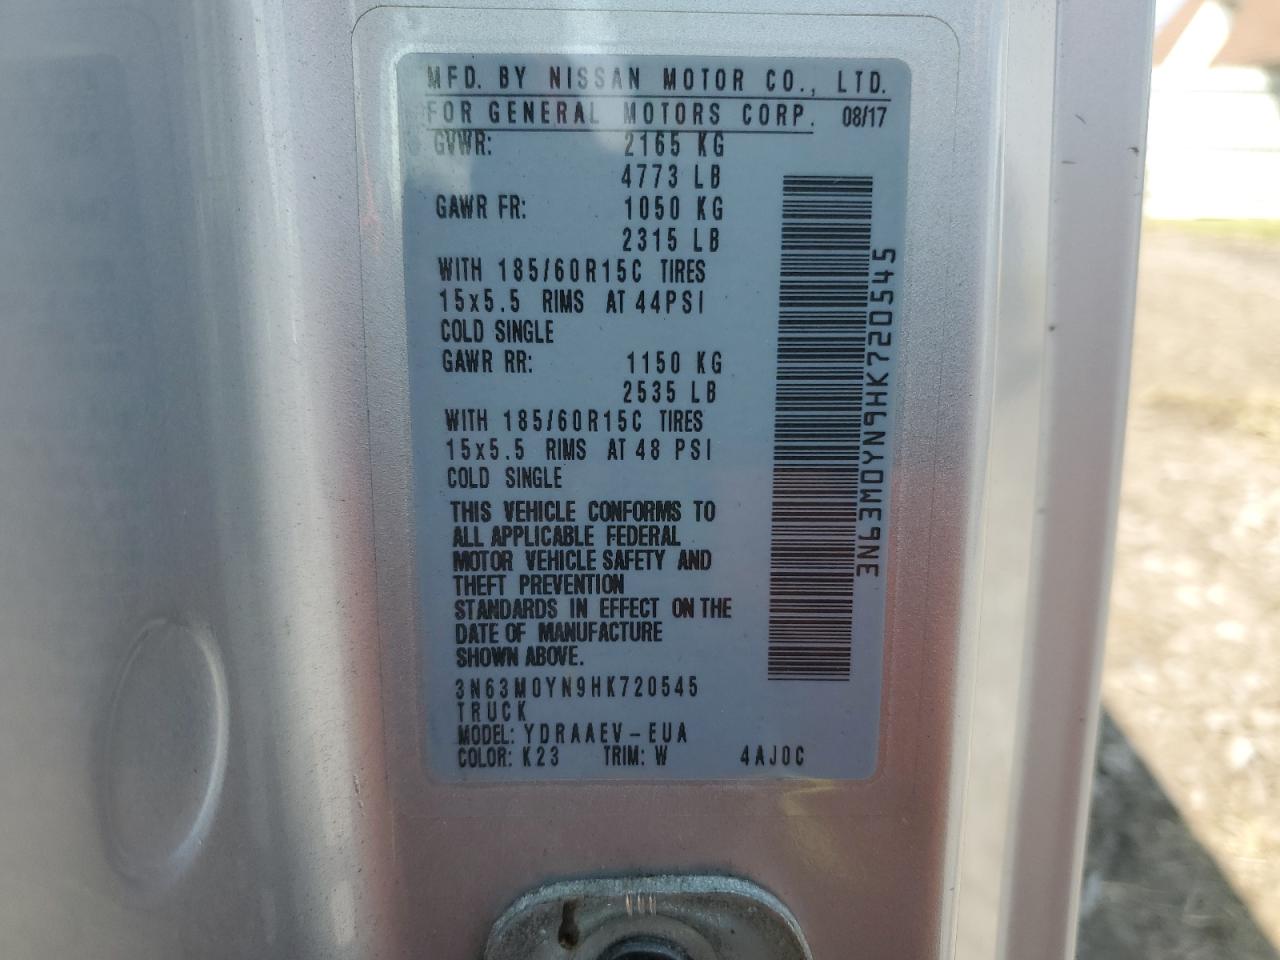 MFD. BY NISSAN MOTOR CO., LTD.
FOR GENERAL MOTORS CORP. 08/17
GVWR: 2165 KG
4773 LB
GAWR FR: 1050 KG
2315 LB
WITH 185/60R15C TIRES
15x5.5 RIMS AT 44PSI
COLD SINGLE
GAWR RR: 1150 KG
2535 LB
WITH 185/60R15C TIRES
15x5.5 RIMS AT 48 PSI
COLD SINGLE
THIS VEHICLE CONFORMS TO
ALL APPLICABLE FEDERAL
MOTOR VEHICLE SAFETY AND
THEFT PREVENTION
STANDARDS IN EFFECT ON THE
DATE OF MANUFACTURE
SHOWN ABOVE.
3N63M0YN9HK720545
TRUCK
MODEL: YDRAAEV-EUA
COLOR: K23 TRIM: W 4AJ0C
3N63M0YN9HK720545